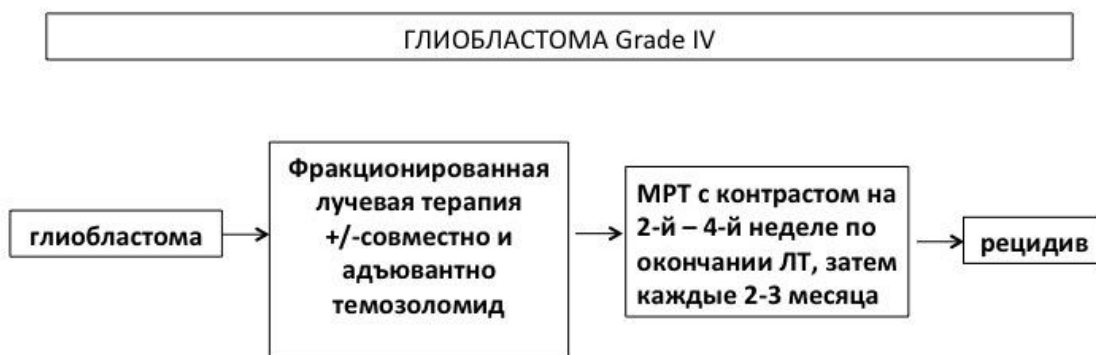 ГЛИОБЛАСТОМА Grade IV
глиобластома
Фракционированная
лучевая терапия
+/-совместно и
адъювантно
темозоломид
МРТ с контрастом на
2-й – 4-й неделе по
окончании ЛТ, затем
каждые 2-3 месяца
рецидив